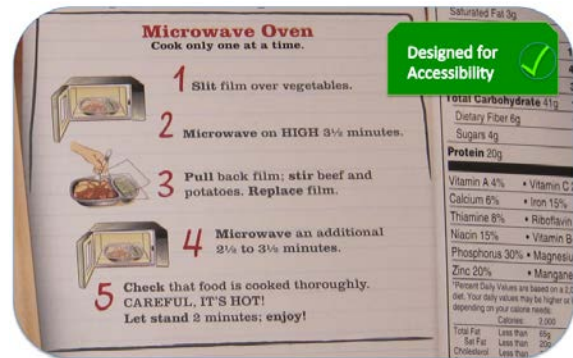 Microwave Oven
Cook only one at a time.
1 Slit film over vegetables.
2 Microwave on HIGH 3½ minutes.
3 Pull back film; stir beef and
potatoes. Replace film.
4 Microwave an additional
2½ to 3½ minutes.
5 Check that food is cooked thoroughly.
CAREFUL, IT'S HOT!
Let stand 2 minutes; enjoy!
Designed for
Accessibility
Saturated Fat 3g
Total Carbohydrate 41g
Dietary Fiber 6g
Sugars 4g
Protein 20g
Vitamin A 4% • Vitamin C
Calcium 6% • Iron 15%
Thiamine 8% • Riboflavin
Niacin 15% • Vitamin B
Phosphorus 30% • Magnesiu
Zinc 20% • Mangane
*Percent Daily Values are based on a 2,0
diet. Your daily values may be higher or l
depending on your calorie needs:
Calories: 2,000
Total Fat Less than 65g
Sat Fat Less than 20g
Cholesterol Less than